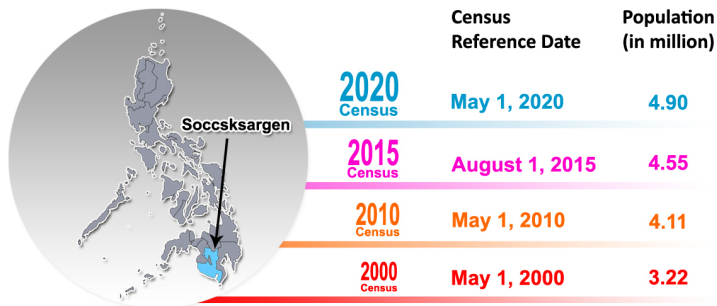 Census Population
Reference Date (in million)
Soccsksargen
2020
Census May 1, 2020 4.90
2015
Census August 1, 2015 4.55
2010
Census May 1, 2010 4.11
2000
Census May 1, 2000 3.22